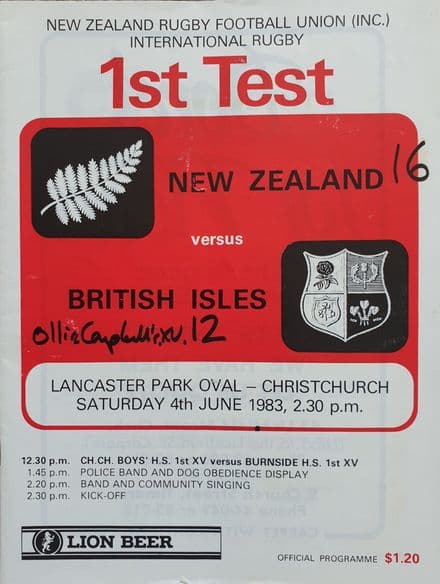 NEW ZEALAND RUGBY FOOTBALL UNION (INC.)
INTERNATIONAL RUGBY
1st Test
NEW ZEALAND 16
versus
BRITISH ISLES
Ollie Campbell's XV. 12
LANCASTER PARK OVAL – CHRISTCHURCH
SATURDAY 4th JUNE 1983, 2.30 p.m.
12.30 p.m. CH.CH. BOYS' H.S. 1st XV versus BURNSIDE H.S. 1st XV
1.45 p.m. POLICE BAND AND DOG OBEDIENCE DISPLAY
2.20 p.m. BAND AND COMMUNITY SINGING
2.30 p.m. KICK-OFF
LION BEER
OFFICIAL PROGRAMME $1.20